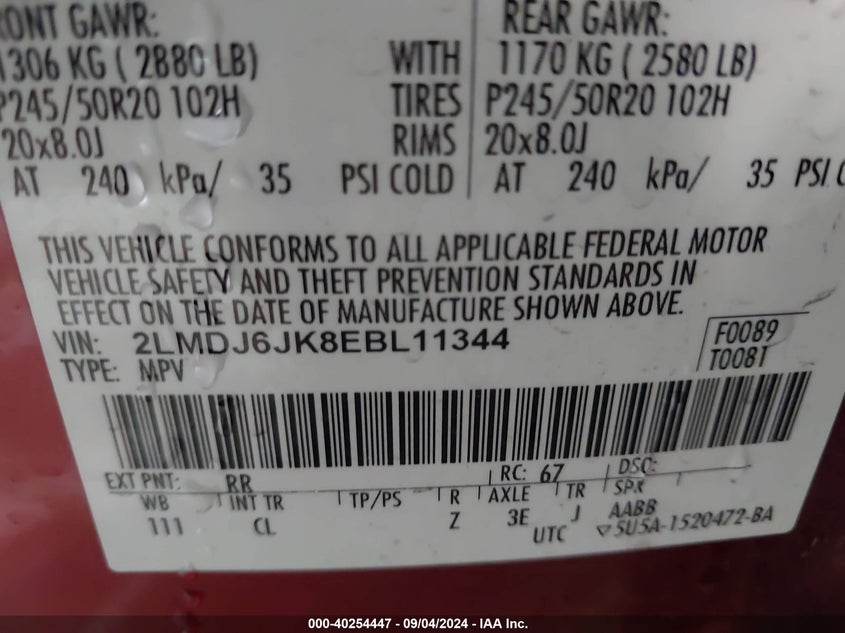 RONT GAWR: REAR GAWR:
1306 KG ( 2880 LB) WITH 1170 KG ( 2580 LB)
P245/50R20 102H TIRES P245/50R20 102H
20x8.0J RIMS 20x8.0J
AT 240 kPa/ 35 PSI COLD AT 240 kPa/ 35 PSI C
THIS VEHICLE CONFORMS TO ALL APPLICABLE FEDERAL MOTOR
VEHICLE SAFETY AND THEFT PREVENTION STANDARDS IN
EFFECT ON THE DATE OF MANUFACTURE SHOWN ABOVE.
VIN: 2LMDJ6JK8EBL11344 F0089
TYPE: MPV T0081
EXT PNT: RR RC: 67 DSO:
WB INT TR TP/PS R AXLE TR SPR
111 CL Z 3E J AABB
UTC 5U5A-1520472-BA
000-40254447 - 09/04/2024 - IAA Inc.